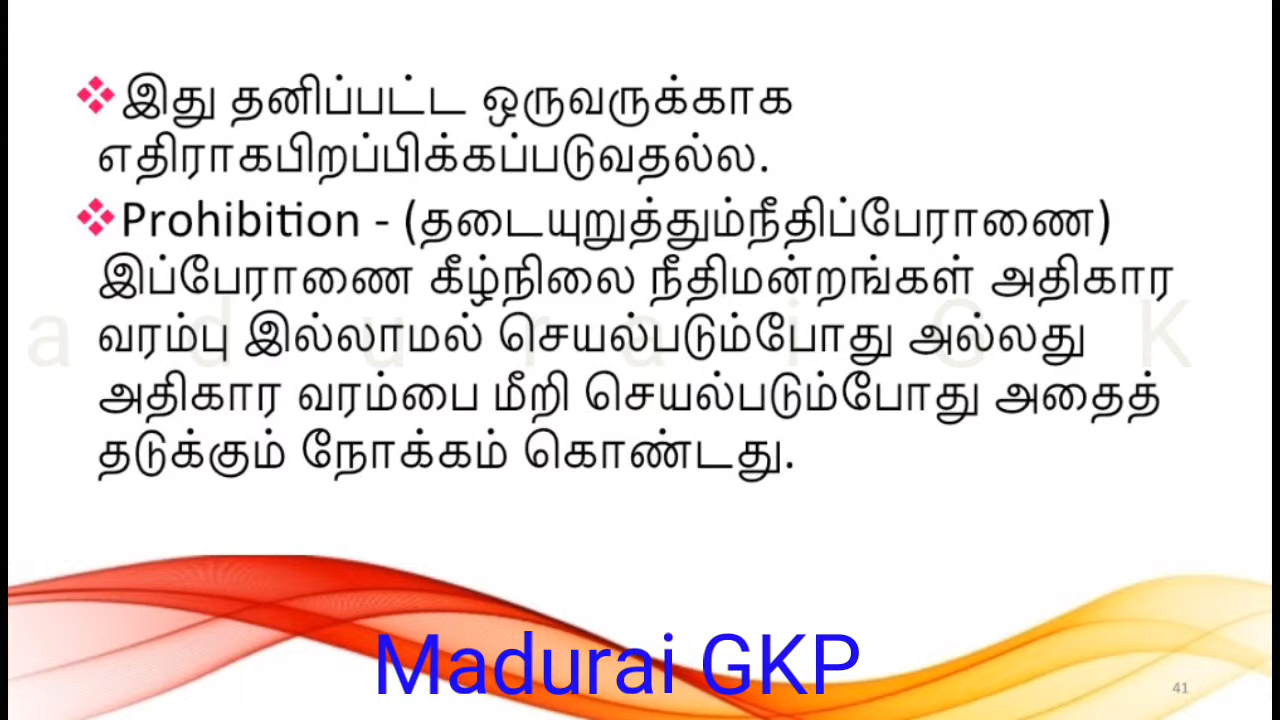 ❖இது தனிப்பட்ட ஒருவருக்காக
எதிராகபிறப்பிக்கப்படுவதல்ல.
❖Prohibition - (தடையுறுத்தும்நீதிப்பேராணை)
இப்பேராணை கீழ்நிலை நீதிமன்றங்கள் அதிகார
வரம்பு இல்லாமல் செயல்படும்போது அல்லது
அதிகார வரம்பை மீறி செயல்படும்போது அதைத்
தடுக்கும் நோக்கம் கொண்டது.
a d u r a i G K
Madurai GKP
41